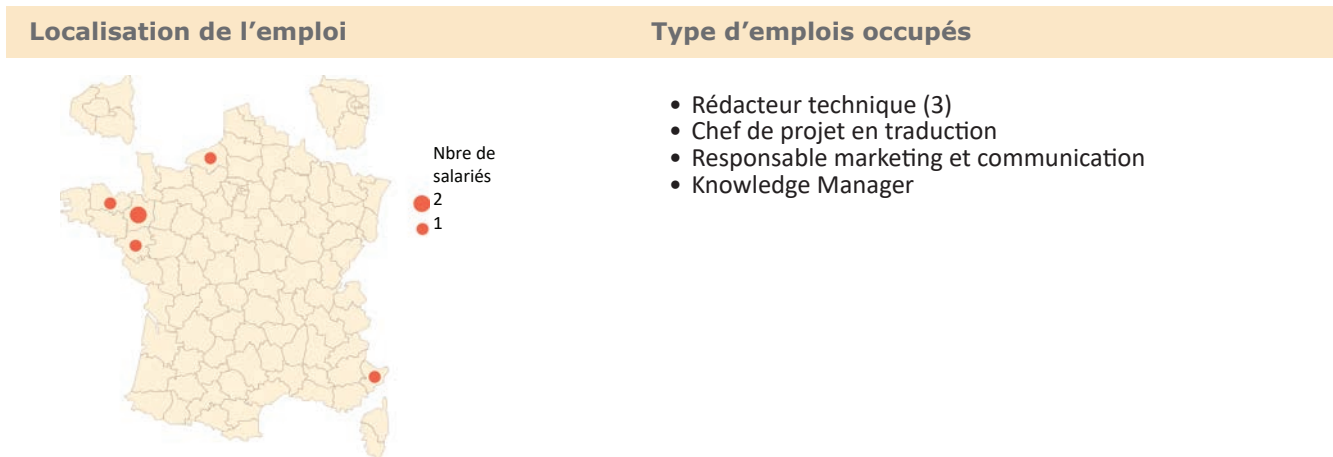 Localisation de l’emploi
Type d’emplois occupés
Nbre de
salariés
2
1
• Rédacteur technique (3)
• Chef de projet en traduction
• Responsable marketing et communication
• Knowledge Manager